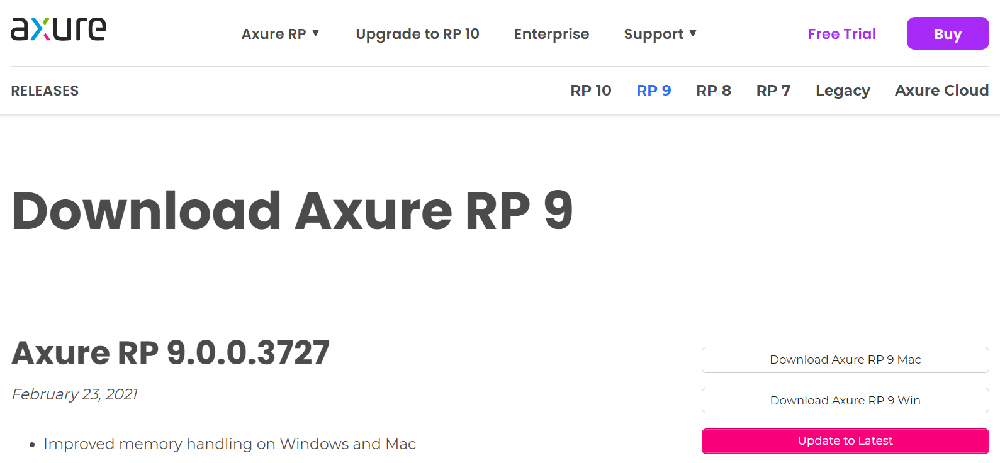 axure
Axure RP ▼ Upgrade to RP 10 Enterprise Support ▼ Free Trial Buy
RELEASES RP 10 RP 9 RP 8 RP 7 Legacy Axure Cloud
Download Axure RP 9
Axure RP 9.0.0.3727
Download Axure RP 9 Mac
February 23, 2021
Download Axure RP 9 Win
• Improved memory handling on Windows and Mac
Update to Latest